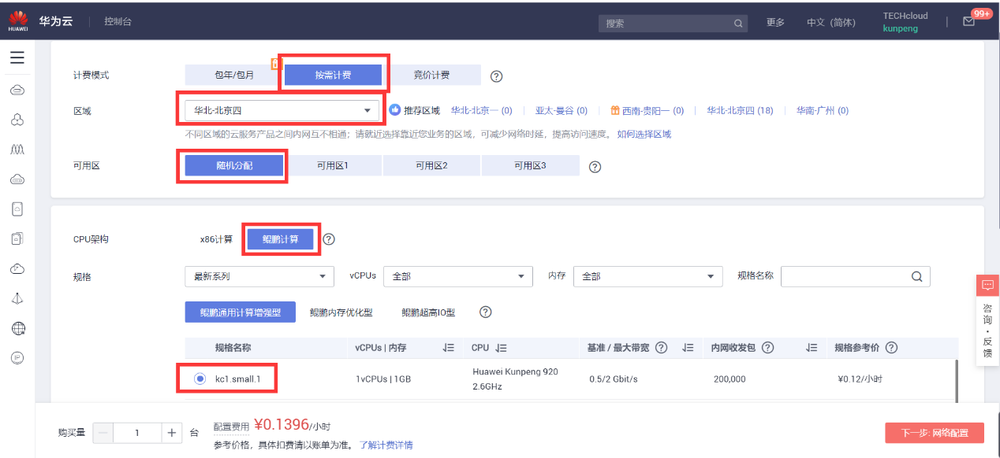 HUAWEI 华为云 控制台 搜索 更多 中文（简体） TECHcloud kunpeng 99+
计费模式 包年/包月 按需计费 竞价计费
区域 华北-北京四 推荐区域 华北-北京一 (0) 亚太-曼谷 (0) 西南-贵阳一 (0) 华北-北京四 (18) 华南-广州 (0)
不同区域的云服务产品之间内网互不相通；请就近选择靠近您业务的区域，可减少网络时延，提高访问速度。 如何选择区域
可用区 随机分配 可用区1 可用区2 可用区3
CPU架构 x86计算 鲲鹏计算
规格 最新系列 vCPUs 全部 内存 全部 规格名称
鲲鹏通用计算增强型 鲲鹏内存优化型 鲲鹏超高IO型
规格名称 vCPUs | 内存 CPU 基准 / 最大带宽 内网收发包 规格参考价
kc1.small.1 1vCPUs | 1GB Huawei Kunpeng 920 2.6GHz 0.5/2 Gbit/s 200,000 ¥0.12/小时
购买量 1 台 配置费用 ¥0.1396/小时
参考价格，具体扣费请以账单为准。 了解计费详情
下一步: 网络配置
咨询·反馈